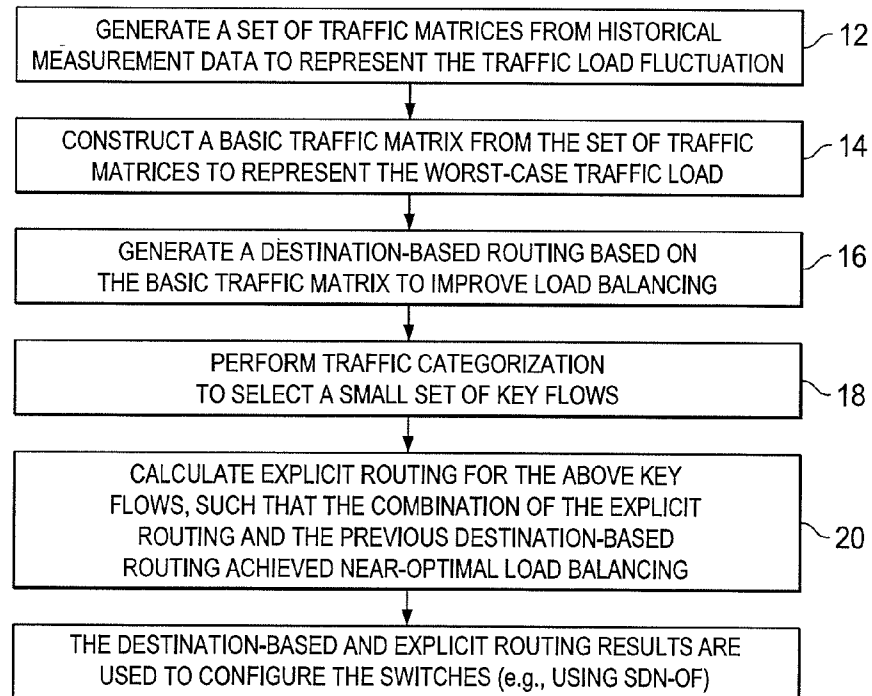 GENERATE A SET OF TRAFFIC MATRICES FROM HISTORICAL
MEASUREMENT DATA TO REPRESENT THE TRAFFIC LOAD FLUCTUATION
12
CONSTRUCT A BASIC TRAFFIC MATRIX FROM THE SET OF TRAFFIC
MATRICES TO REPRESENT THE WORST-CASE TRAFFIC LOAD
14
GENERATE A DESTINATION-BASED ROUTING BASED ON
THE BASIC TRAFFIC MATRIX TO IMPROVE LOAD BALANCING
16
PERFORM TRAFFIC CATEGORIZATION
TO SELECT A SMALL SET OF KEY FLOWS
18
CALCULATE EXPLICIT ROUTING FOR THE ABOVE KEY
FLOWS, SUCH THAT THE COMBINATION OF THE EXPLICIT
ROUTING AND THE PREVIOUS DESTINATION-BASED
ROUTING ACHIEVED NEAR-OPTIMAL LOAD BALANCING
20
THE DESTINATION-BASED AND EXPLICIT ROUTING RESULTS ARE
USED TO CONFIGURE THE SWITCHES (e.g., USING SDN-OF)